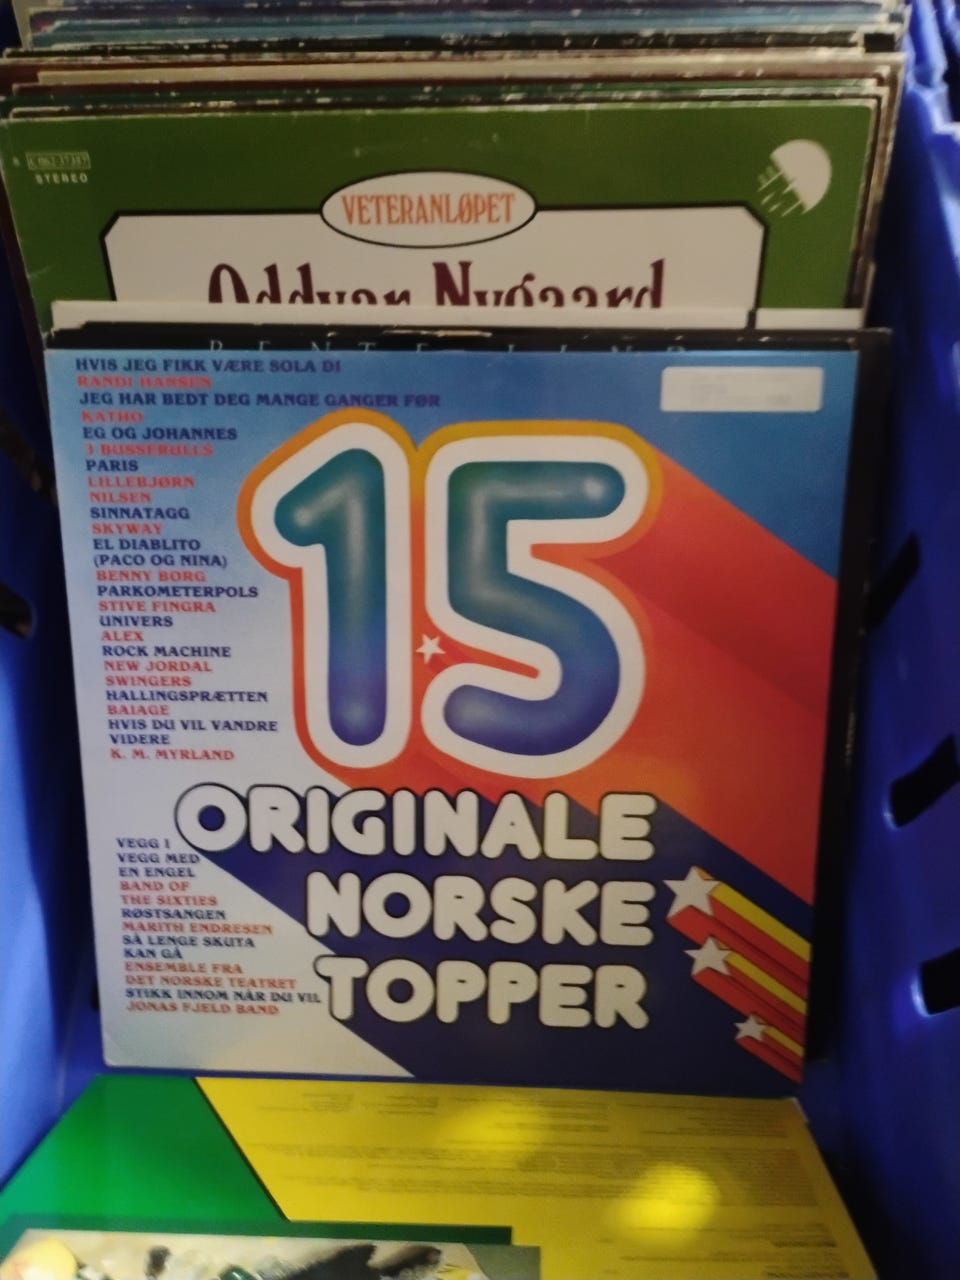 STEREO
VETERANLØPET
Oddvar Nygaard
HVIS JEG FIKK VÆRE SOLA DI
RANDI HANSEN
JEG HAR BEDT DEG MANGE GANGER FØR
KATHO
EG OG JOHANNES
3 BUSSERULLS
PARIS
LILLEBJØRN
NILSEN
SINNATAGG
SKYWAY
EL DIABLITO
(PACO OG NINA)
BENNY BORG
PARKOMETERPOLS
STIVE FINGRA
UNIVERS
ALEX
ROCK MACHINE
NEW JORDAL
SWINGERS
HALLINGSPRÆTTEN
BAIAGE
HVIS DU VIL VANDRE
VIDERE
K. M. MYRLAND
15
ORIGINALE
NORSKE
TOPPER
VEGG I
VEGG MED
EN ENGEL
BAND OF
THE SIXTIES
RØSTSANGEN
MARITH ENDRESEN
SÅ LENGE SKUTA
KAN GÅ
ENSEMBLE FRA
DET NORSKE TEATRET
STIKK INNOM NÅR DU VIL
JONAS FJELD BAND